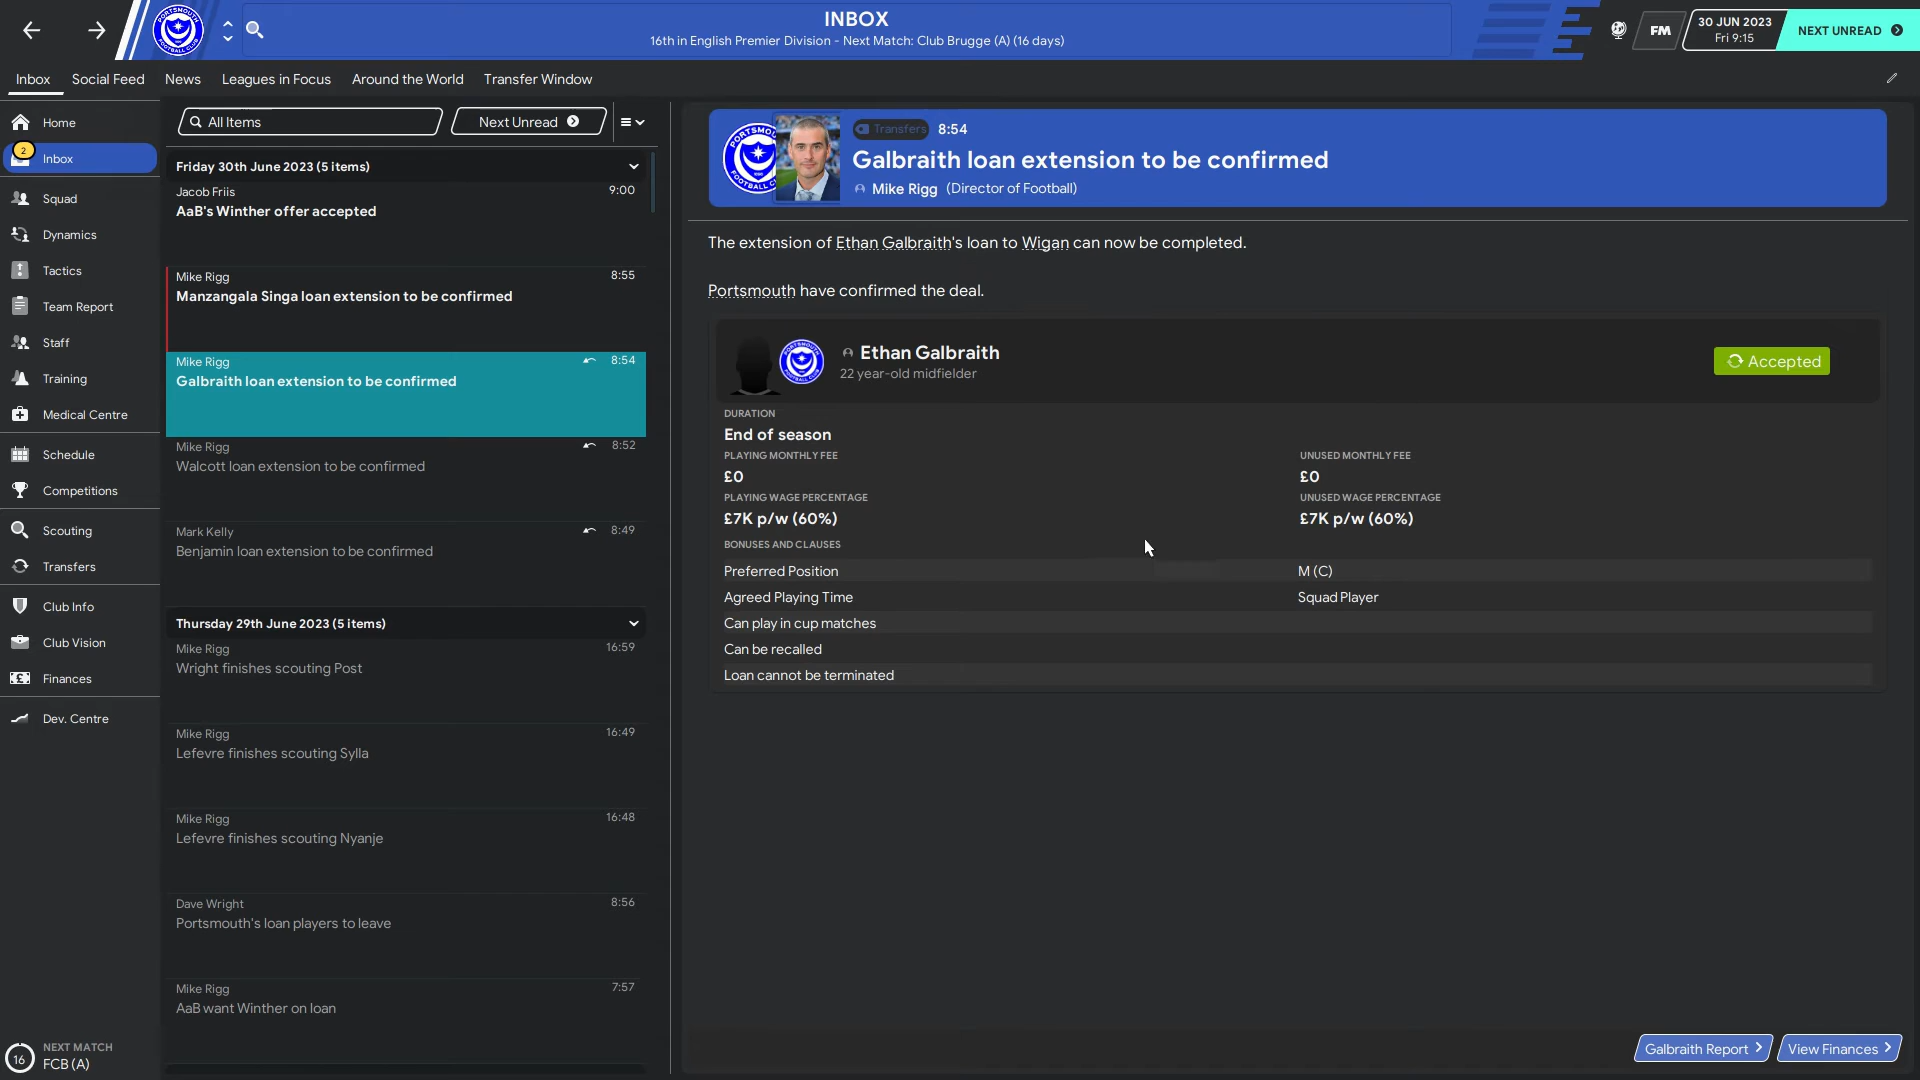 INBOX
16th in English Premier Division - Next Match: Club Brugge (A) (16 days)
FM
30 JUN 2023
Fri 9:15
NEXT UNREAD
Inbox
Social Feed
News
Leagues in Focus
Around the World
Transfer Window
Home
2
Inbox
Squad
Dynamics
Tactics
Team Report
Staff
Training
Medical Centre
Schedule
Competitions
Scouting
Transfers
Club Info
Club Vision
Finances
Dev. Centre
16
NEXT MATCH
FCB (A)
All Items
Next Unread
Friday 30th June 2023 (5 items)
Jacob Friis 9:00
AaB's Winther offer accepted
Mike Rigg 8:55
Manzangala Singa loan extension to be confirmed
Mike Rigg 8:54
Galbraith loan extension to be confirmed
Mike Rigg 8:52
Walcott loan extension to be confirmed
Mark Kelly 8:49
Benjamin loan extension to be confirmed
Thursday 29th June 2023 (5 items)
Mike Rigg 16:59
Wright finishes scouting Post
Mike Rigg 16:49
Lefevre finishes scouting Sylla
Mike Rigg 16:48
Lefevre finishes scouting Nyanje
Dave Wright 8:56
Portsmouth's loan players to leave
Mike Rigg 7:57
AaB want Winther on loan
Transfers 8:54
Galbraith loan extension to be confirmed
Mike Rigg (Director of Football)
The extension of Ethan Galbraith's loan to Wigan can now be completed.
Portsmouth have confirmed the deal.
Ethan Galbraith
22 year-old midfielder
Accepted
DURATION
End of season
PLAYING MONTHLY FEE UNUSED MONTHLY FEE
£0 £0
PLAYING WAGE PERCENTAGE UNUSED WAGE PERCENTAGE
£7K p/w (60%) £7K p/w (60%)
BONUSES AND CLAUSES
Preferred Position M (C)
Agreed Playing Time Squad Player
Can play in cup matches
Can be recalled
Loan cannot be terminated
Galbraith Report
View Finances